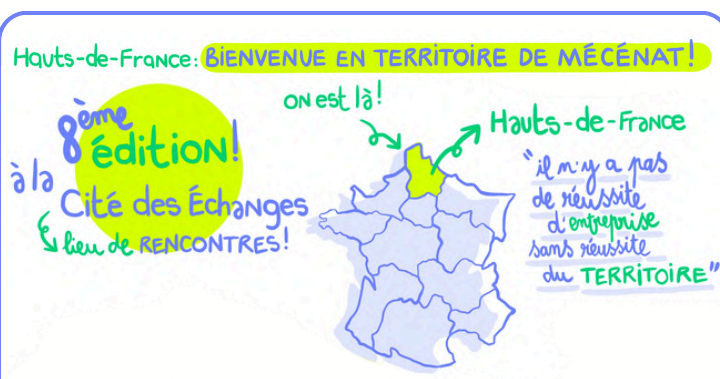 Hauts-de-France: BIENVENUE EN TERRITOIRE DE MÉCÉNAT!
8ème
édition!
à la
Cité des Échanges
lieu de RENCONTRES!
ON est là!
Hauts-de-France
"il n'y a pas
de réussite
d'entreprise
sans réussite
du TERRITOIRE"